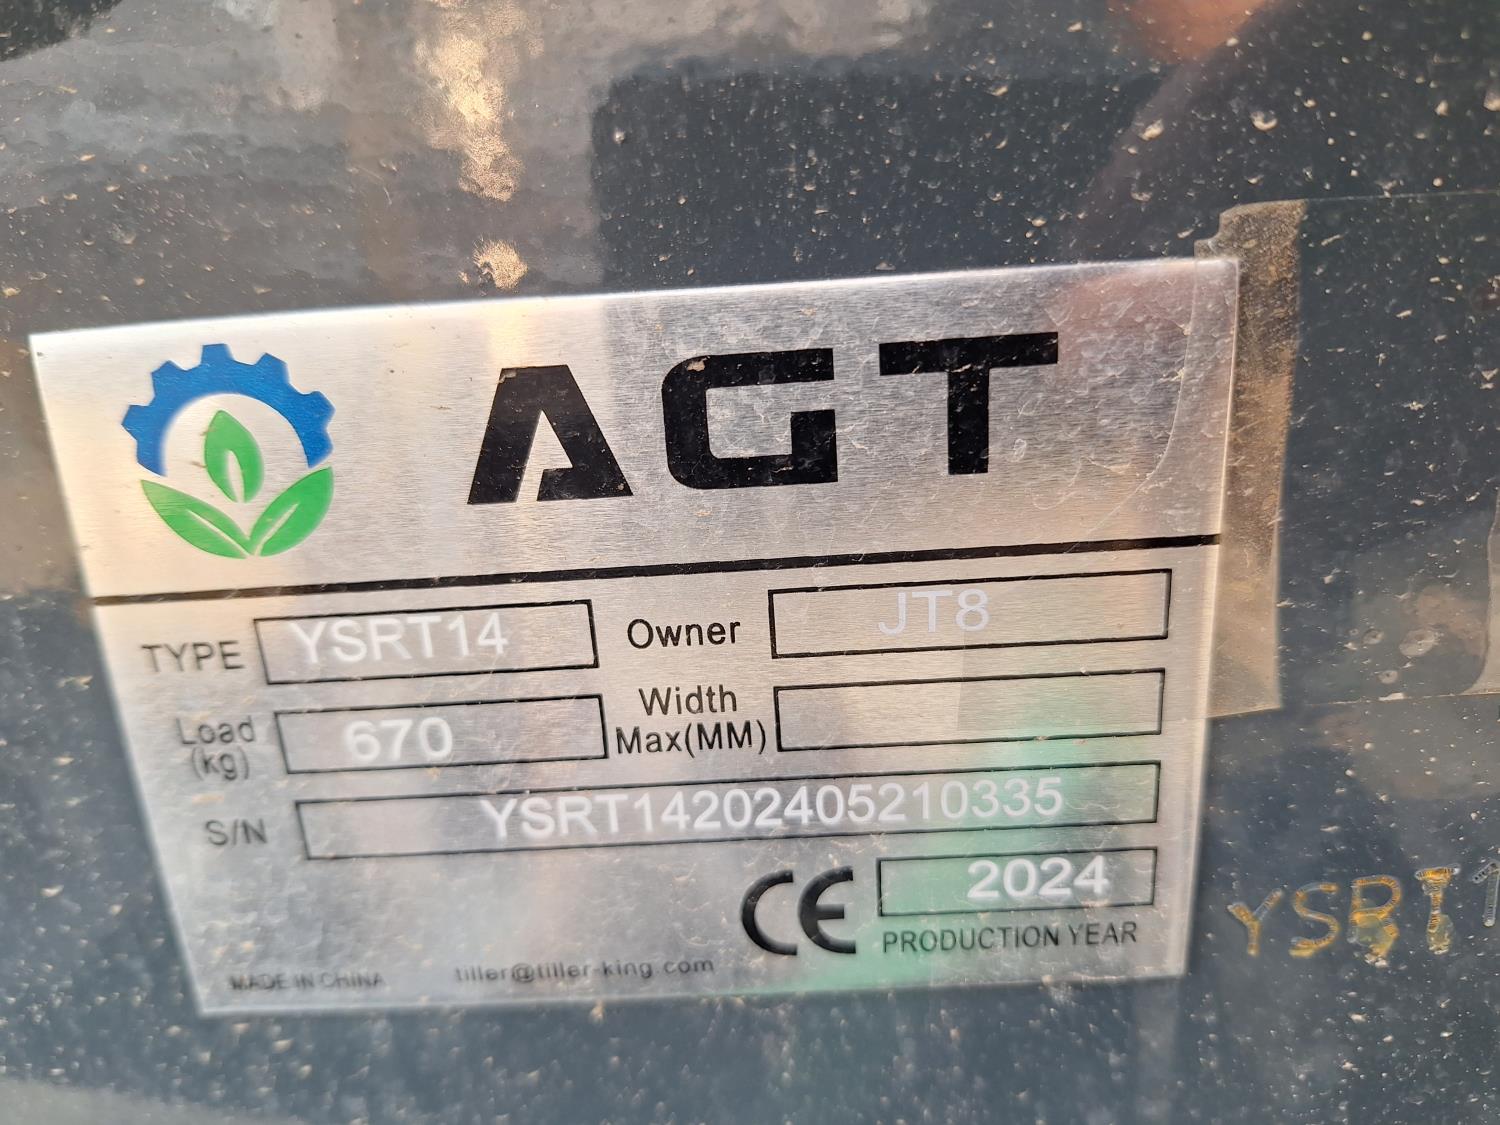 AGT
TYPE YSRT14 Owner JT8
Load (kg) 670 Width Max(MM)
S/N YSRT14202405210335
CE 2024
PRODUCTION YEAR
MADE IN CHINA tiller@tiller-king.com
YSRT1